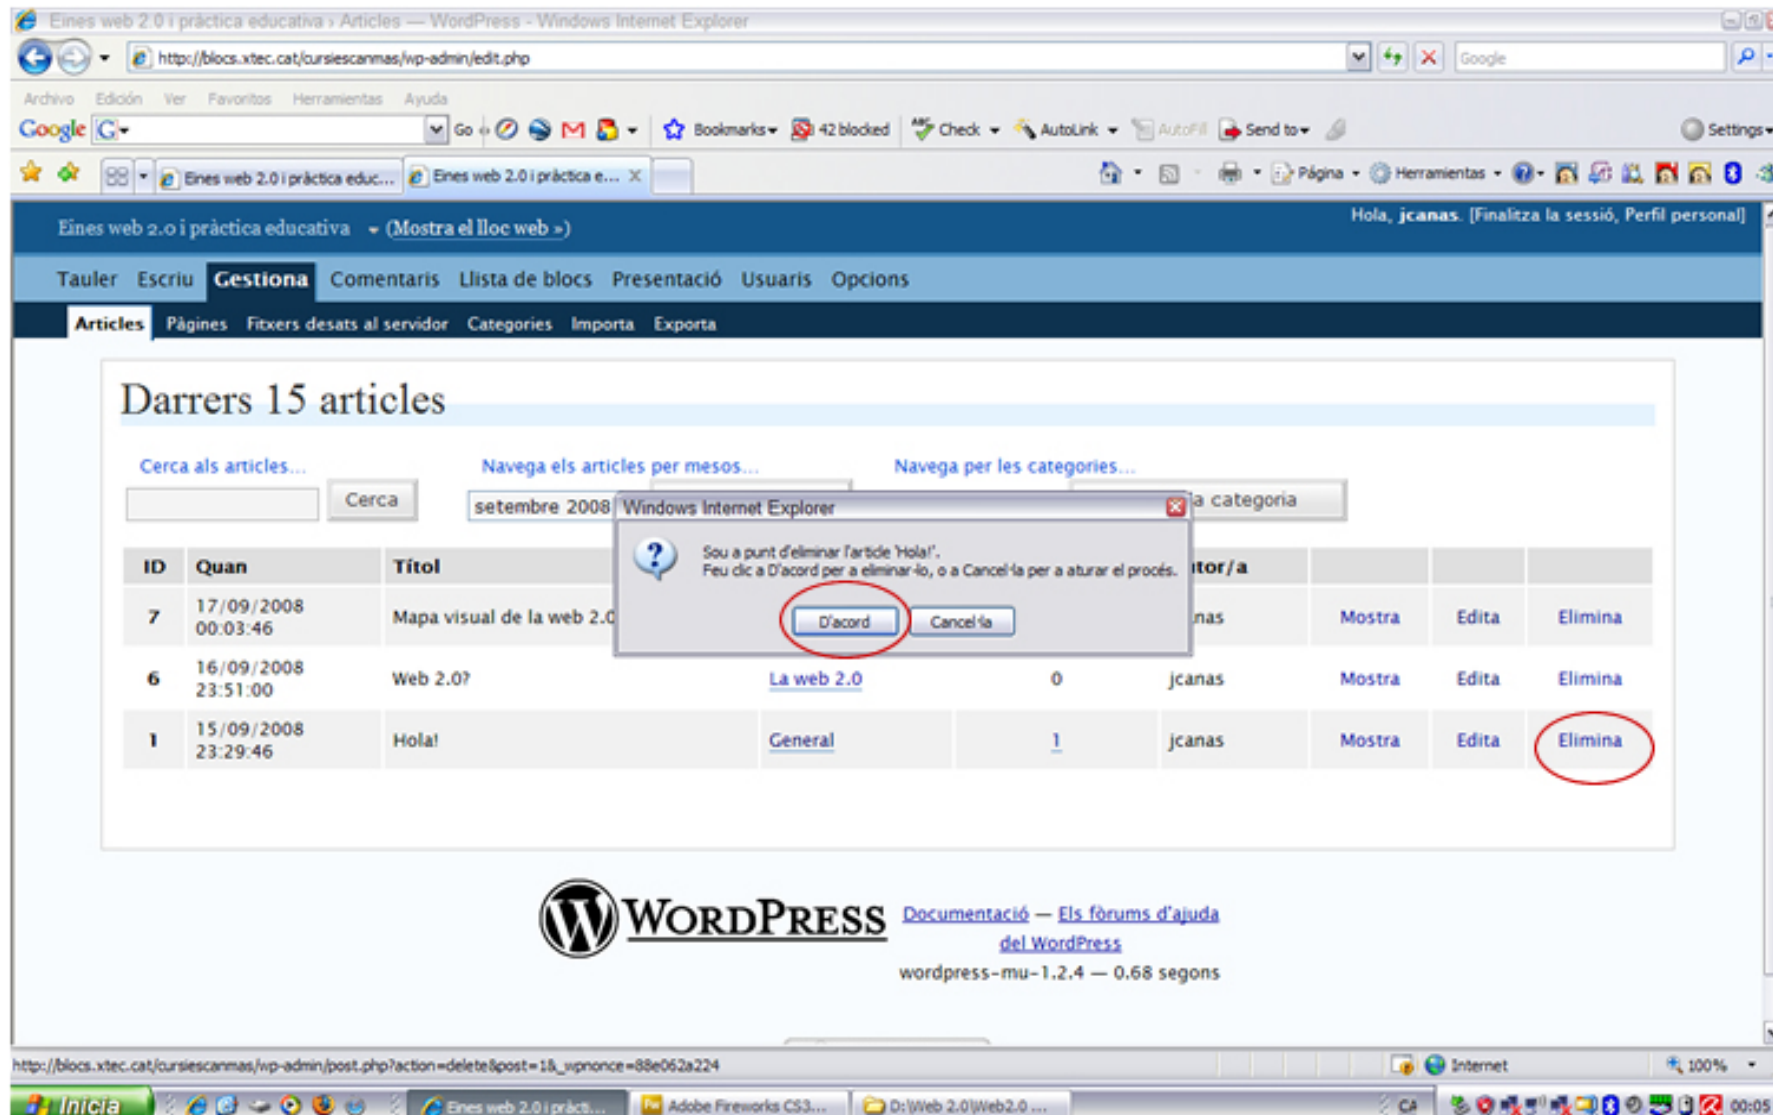 Eines web 2.0 i pràctica educativa › Articles — WordPress - Windows Internet Explorer
http://blocs.xtec.cat/cursiescanmas/wp-admin/edit.php
Google
Archivo Edición Ver Favoritos Herramientas Ayuda
Google G Go Bookmarks 42 blocked Check AutoLink AutoFill Send to Settings
Eines web 2.0 i pràctica educ... Eines web 2.0 i pràctica e... Página Herramientas
Hola, jcanas. [Finalitza la sessió, Perfil personal]
Eines web 2.0 i pràctica educativa (Mostra el lloc web »)
Tauler Escriu Gestiona Comentaris Llista de blocs Presentació Usuaris Opcions
Articles Pàgines Fitxers desats al servidor Categories Importa Exporta
Darrers 15 articles
Cerca als articles... Navega els articles per mesos... Navega per les categories...
Cerca setembre 2008 a categoria
Windows Internet Explorer
Sou a punt d'eliminar l'article 'Hola!'.
Feu clic a D'acord per a eliminar-lo, o a Cancel·la per a aturar el procés.
D'acord Cancel·la
ID Quan Títol tor/a
7 17/09/2008 00:03:46 Mapa visual de la web 2.0 nas Mostra Edita Elimina
6 16/09/2008 23:51:00 Web 2.0? La web 2.0 0 jcanas Mostra Edita Elimina
1 15/09/2008 23:29:46 Hola! General 1 jcanas Mostra Edita Elimina
WORDPRESS
Documentació — Els fòrums d'ajuda
del WordPress
wordpress-mu-1.2.4 — 0.68 segons
http://blocs.xtec.cat/cursiescanmas/wp-admin/post.php?action=delete&post=1&_wpnonce=88e062a224 Internet 100%
Inicia Eines web 2.0 i pràcti... Adobe Fireworks CS3... D:\Web 2.0\Web2.0 ... CA 00:05